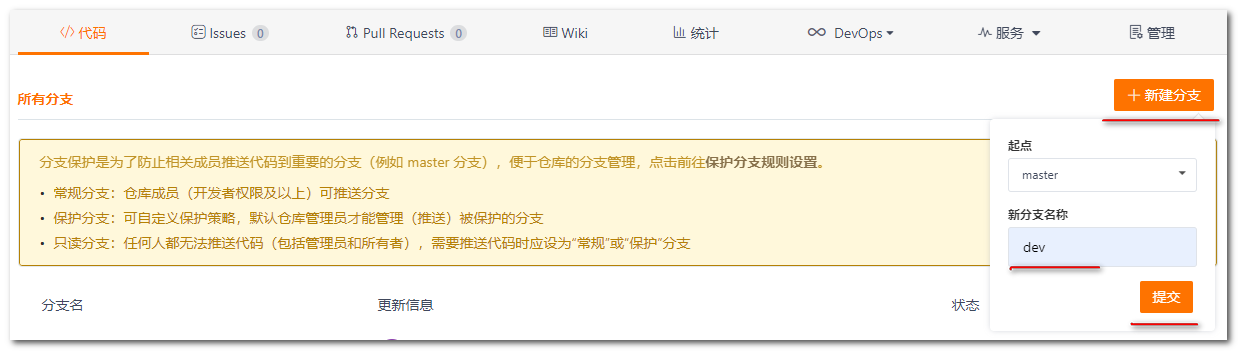 代码 Issues 0 Pull Requests 0 Wiki 统计 DevOps 服务 管理
所有分支
+ 新建分支
分支保护是为了防止相关成员推送代码到重要的分支（例如 master 分支），便于仓库的分支管理，点击前往保护分支规则设置。
• 常规分支：仓库成员（开发者权限及以上）可推送分支
• 保护分支：可自定义保护策略，默认仓库管理员才能管理（推送）被保护的分支
• 只读分支：任何人都无法推送代码（包括管理员和所有者），需要推送代码时应设为“常规”或“保护”分支
起点
master
新分支名称
dev
提交
分支名 更新信息 状态